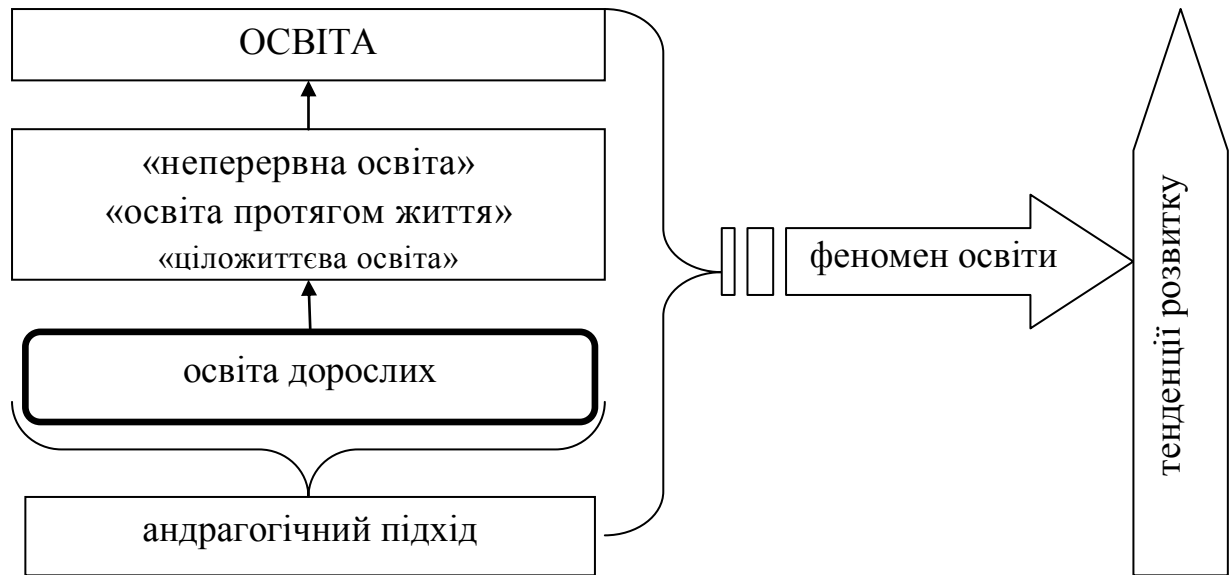 ОСВІТА
«неперервна освіта»
«освіта протягом життя»
«ціложиттєва освіта»
освіта дорослих
андрагогічний підхід
феномен освіти
тенденції розвитку